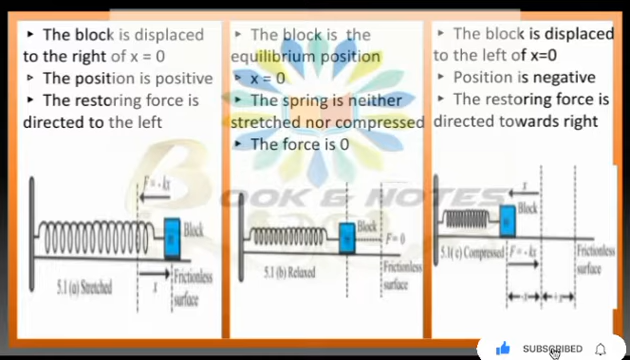 ‣ The block is displaced
to the right of x = 0
‣ The position is positive
‣ The restoring force is
directed to the left
F = - kx
Block
m
5.1 (a) Stretched
x
Frictionless
surface
‣ The block is the
equilibrium position
‣ x = 0
‣ The spring is neither
stretched nor compressed
‣ The force is 0
BOOK & NOTES
Block
F = 0
5.1 (b) Relaxed
Frictionless
surface
‣ The block is displaced
to the left of x=0
‣ Position is negative
‣ The restoring force is
directed towards right
x
Block
5.1( c) Compressed
F = - kx
Frictionless
surface
- x
+ x
SUBSCRIBED